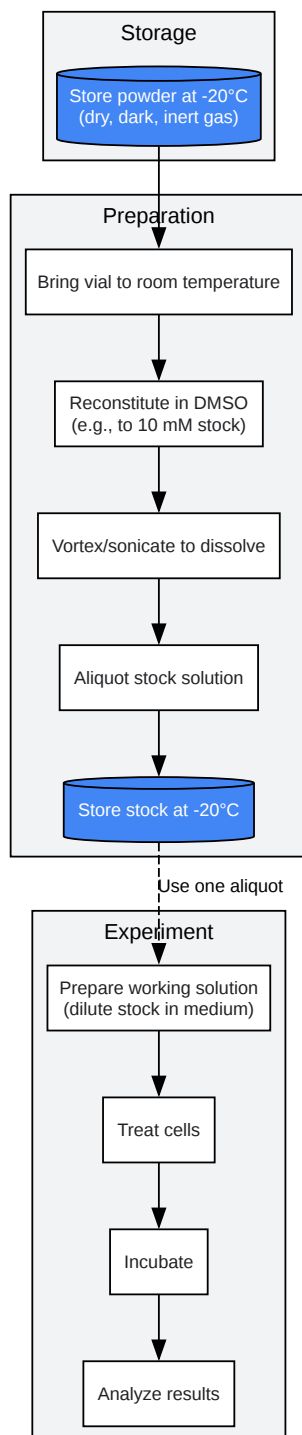 Storage
Store powder at -20°C
(dry, dark, inert gas)
Preparation
Bring vial to room temperature
Reconstitute in DMSO
(e.g., to 10 mM stock)
Vortex/sonicate to dissolve
Aliquot stock solution
Store stock at -20°C
Use one aliquot
Experiment
Prepare working solution
(dilute stock in medium)
Treat cells
Incubate
Analyze results